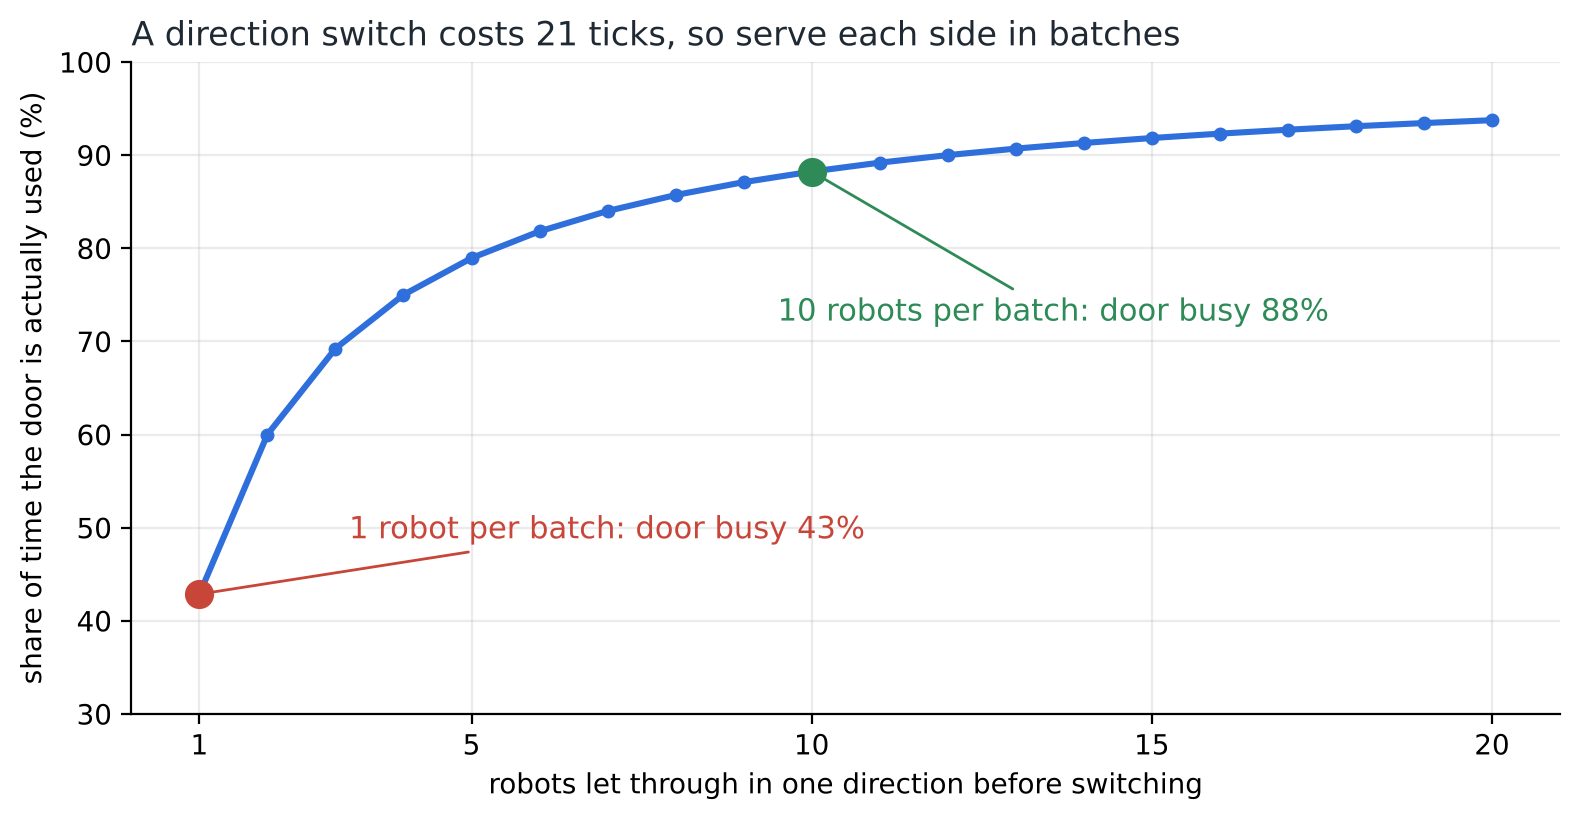 A direction switch costs 21 ticks, so serve each side in batches
share of time the door is actually used (%)
100
90
80
70
60
50
40
30
10 robots per batch: door busy 88%
1 robot per batch: door busy 43%
1 5 10 15 20
robots let through in one direction before switching